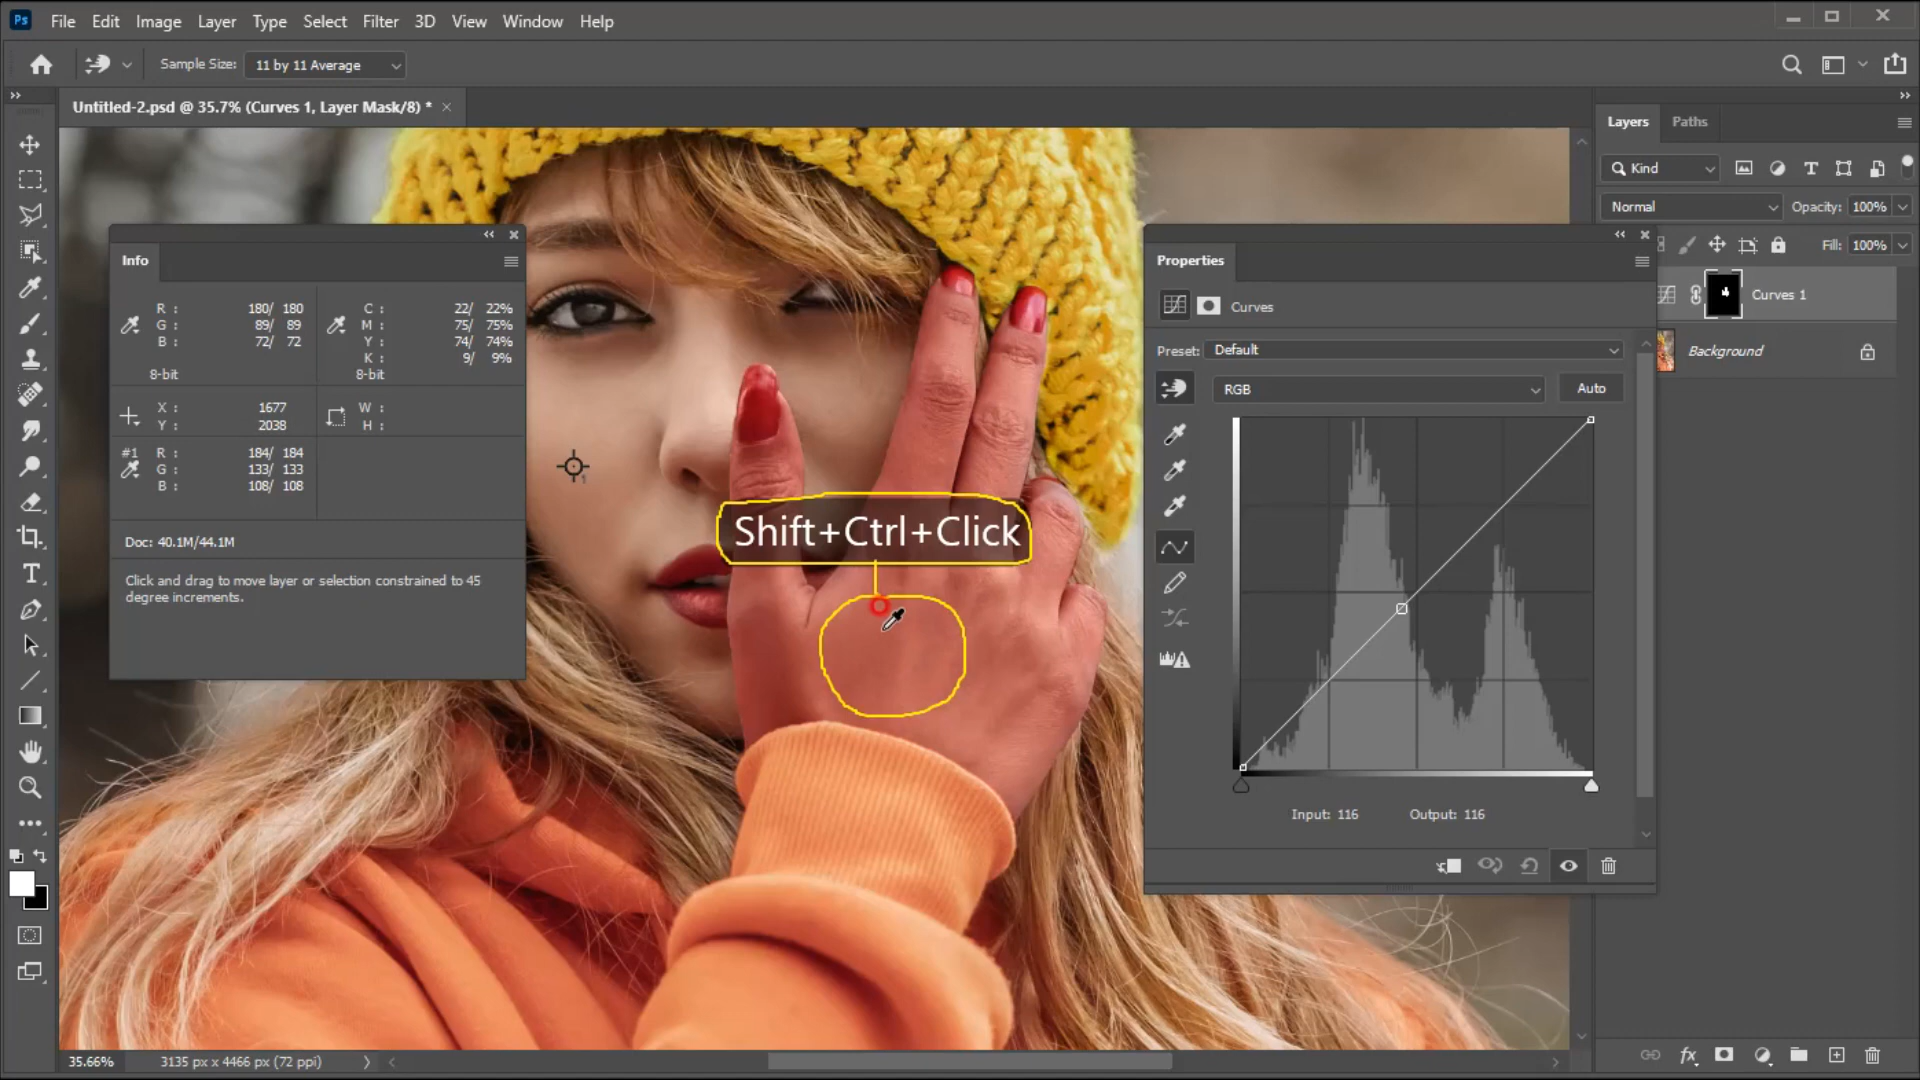 Ps File Edit Image Layer Type Select Filter 3D View Window Help
Sample Size: 11 by 11 Average
Untitled-2.psd @ 35.7% (Curves 1, Layer Mask/8) *
Layers Paths
Kind
Normal Opacity: 100%
Fill: 100%
Curves 1
Background
Info
R : 180/ 180 C : 22/ 22%
G : 89/ 89 M : 75/ 75%
B : 72/ 72 Y : 74/ 74%
K : 9/ 9%
8-bit 8-bit
X : 1677 W :
Y : 2038 H :
#1 R : 184/ 184
G : 133/ 133
B : 108/ 108
Doc: 40.1M/44.1M
Click and drag to move layer or selection constrained to 45
degree increments.
1
Shift+Ctrl+Click
Properties
Curves
Preset: Default
RGB Auto
Input: 116 Output: 116
35.66% 3135 px x 4466 px (72 ppi)
fx